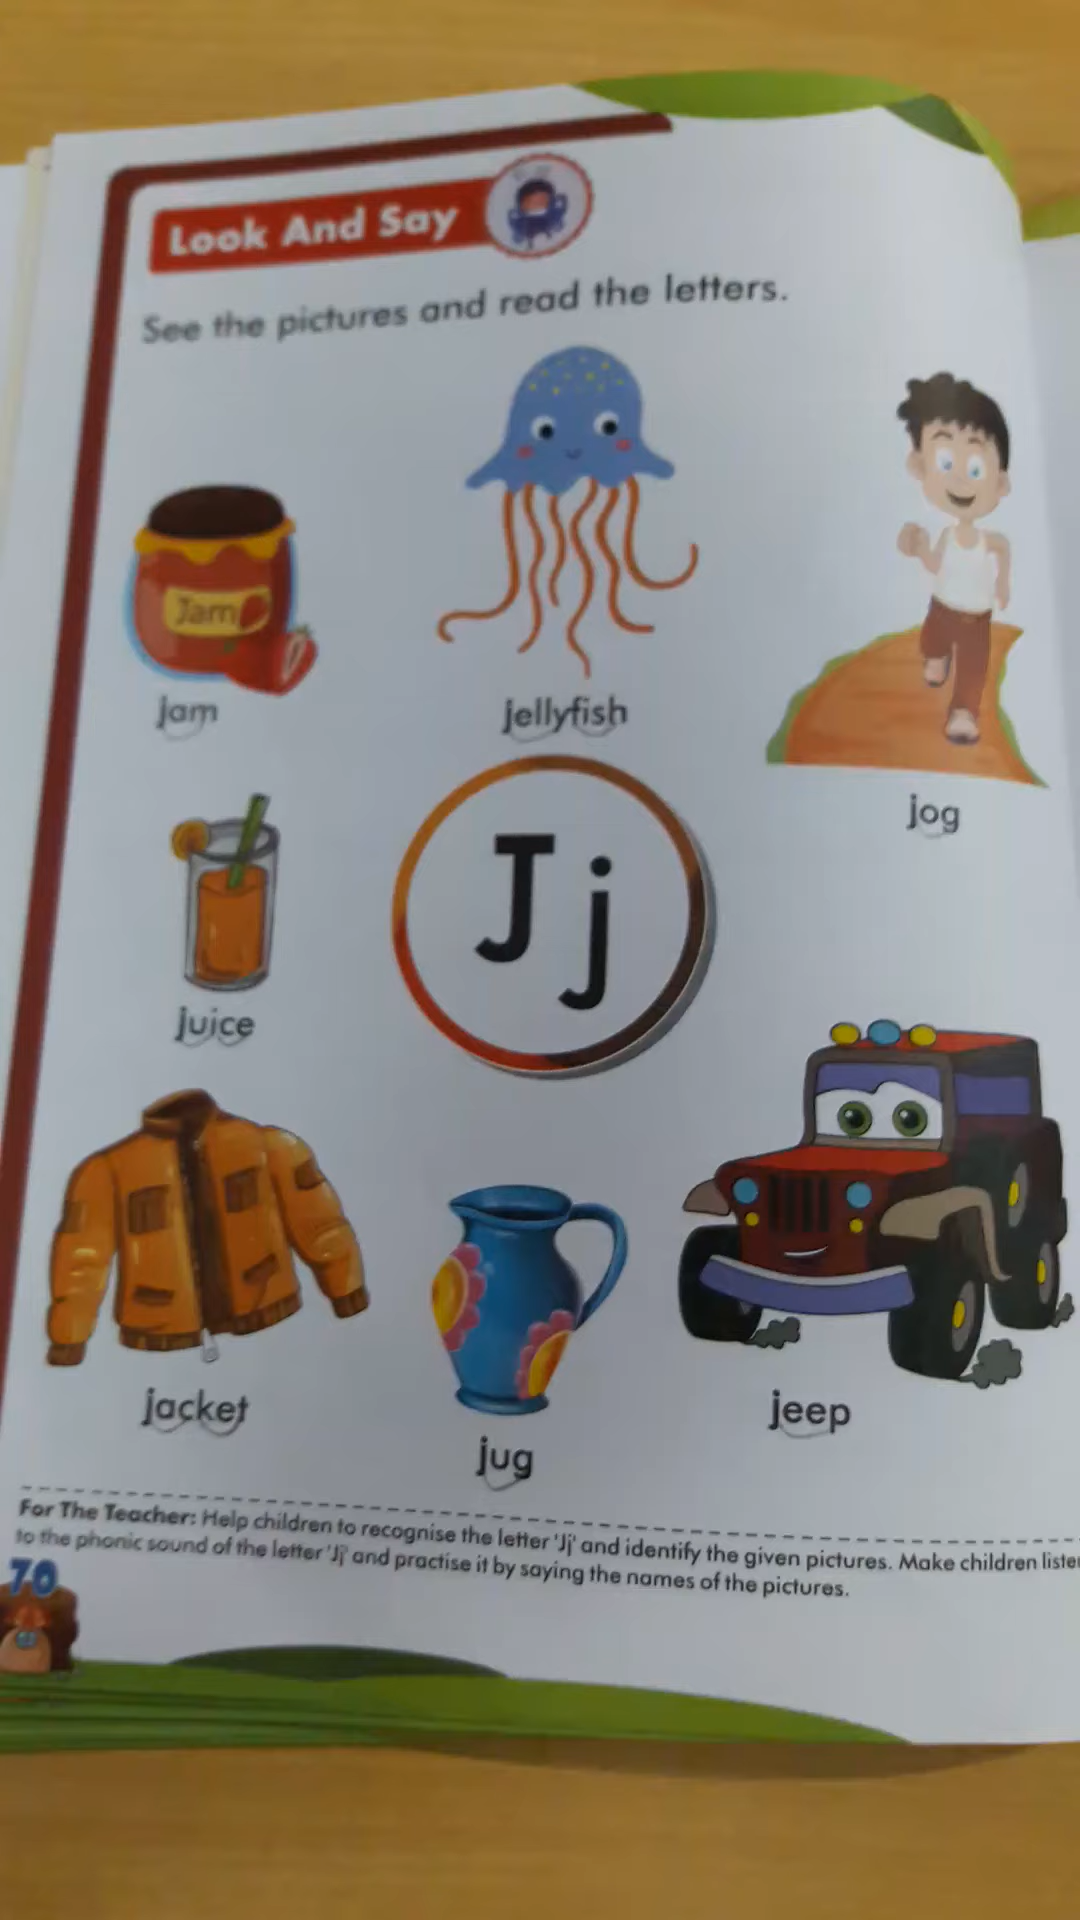 Look And Say
See the pictures and read the letters.
Jam
jam
jellyfish
jog
juice
J j
jacket
jug
jeep
For The Teacher: Help children to recognise the letter 'Jj' and identify the given pictures. Make children listen
to the phonic sound of the letter 'Jj' and practise it by saying the names of the pictures.
70